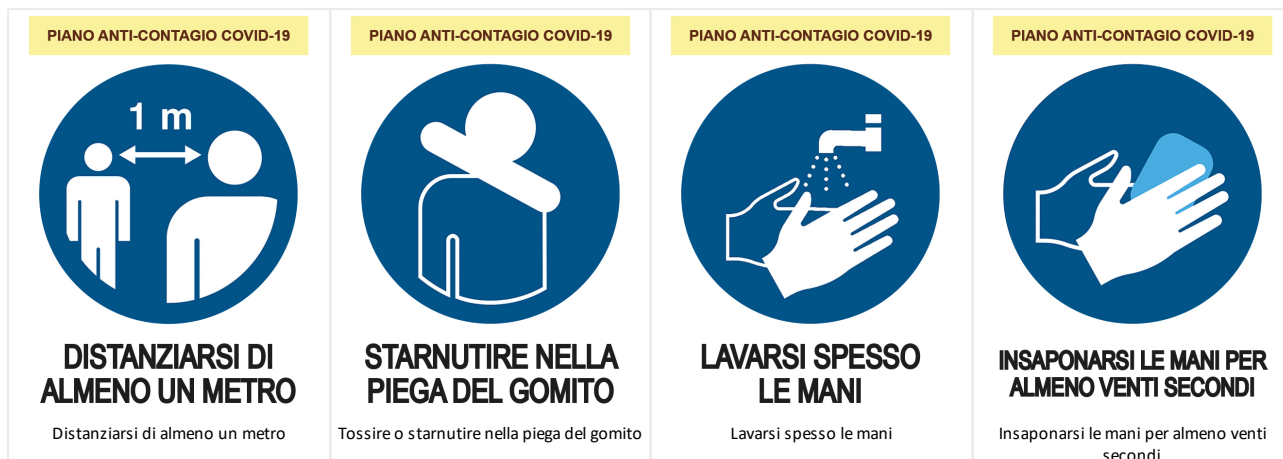 PIANO ANTI-CONTAGIO COVID-19
1 m
DISTANZIARSI DI
ALMENO UN METRO
Distanziarsi di almeno un metro
PIANO ANTI-CONTAGIO COVID-19
STARNUTIRE NELLA
PIEGA DEL GOMITO
Tossire o starnutire nella piega del gomito
PIANO ANTI-CONTAGIO COVID-19
LAVARSI SPESSO
LE MANI
Lavarsi spesso le mani
PIANO ANTI-CONTAGIO COVID-19
INSAPONARSI LE MANI PER
ALMENO VENTI SECONDI
Insaponarsi le mani per almeno venti
secondi